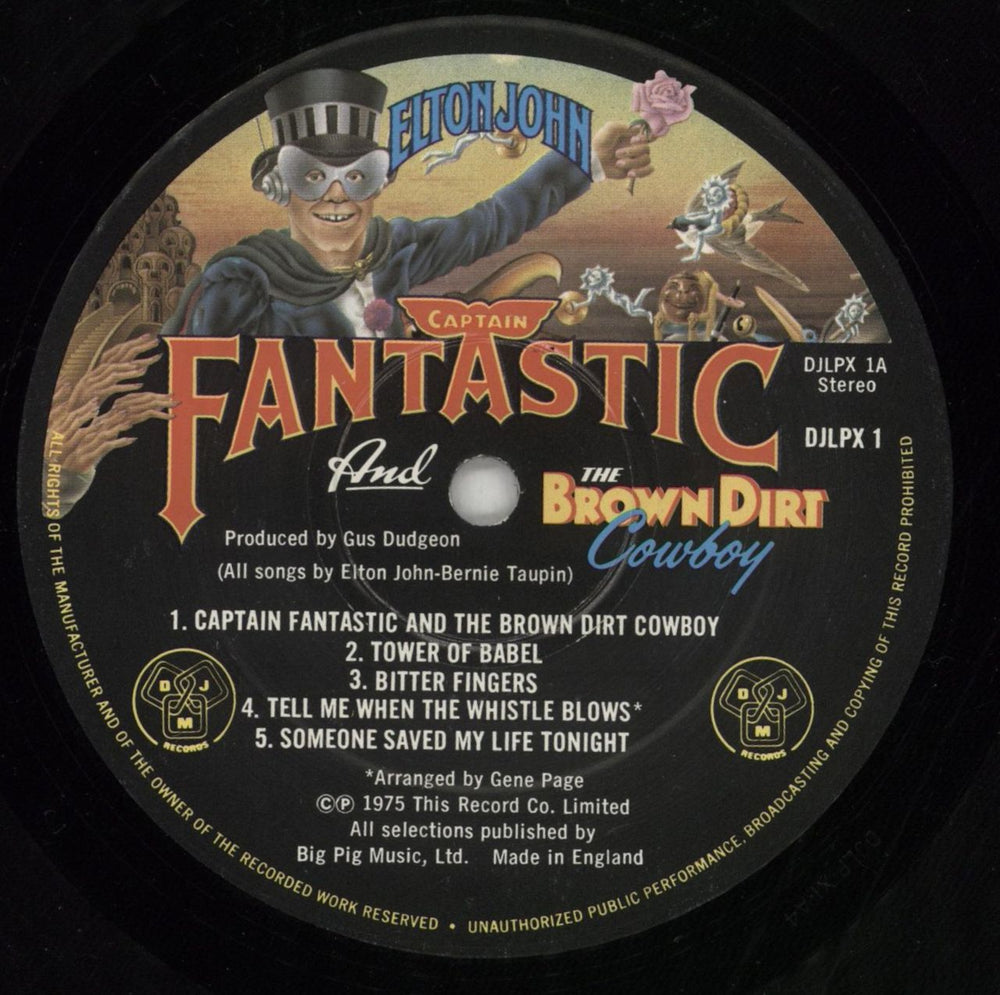 ELTON JOHN
CAPTAIN
FANTASTIC
And
THE
BROWN DIRT
Cowboy
DJLPX 1A
Stereo
DJLPX 1
Produced by Gus Dudgeon
(All songs by Elton John-Bernie Taupin)
1. CAPTAIN FANTASTIC AND THE BROWN DIRT COWBOY
2. TOWER OF BABEL
3. BITTER FINGERS
4. TELL ME WHEN THE WHISTLE BLOWS*
5. SOMEONE SAVED MY LIFE TONIGHT
DJM
RECORDS
DJM
RECORDS
*Arranged by Gene Page
©℗ 1975 This Record Co. Limited
All selections published by
Big Pig Music, Ltd. Made in England
ALL RIGHTS OF THE MANUFACTURER AND OF THE OWNER OF THE RECORDED WORK RESERVED • UNAUTHORIZED PUBLIC PERFORMANCE, BROADCASTING AND COPYING OF THIS RECORD PROHIBITED